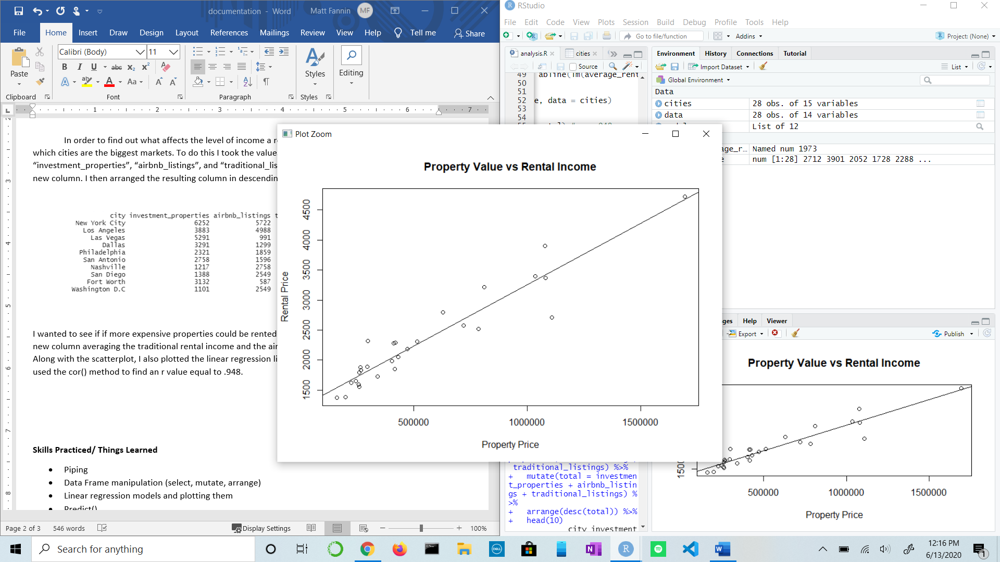 documentation - Word
Matt Fannin
MF
File Home Insert Draw Design Layout References Mailings Review View Help Tell me Share
Paste
Calibri (Body) 11
B I U abc x₂ x²
A ab A Aa A A
Styles
Editing
Clipboard Font Paragraph Styles
L 1 2 3 4 5 6 7
In order to find out what affects the level of income a r
which cities are the biggest markets. To do this I took the value
“investment_properties”, “airbnb_listings”, and “traditional_lis
new column. I then arranged the resulting column in descendin
city investment_properties airbnb_listings t
New York City 6252 5722
Los Angeles 3883 4988
Las Vegas 5291 991
Dallas 3291 1299
Philadelphia 2321 1859
San Antonio 2758 1596
Nashville 1217 2758
San Diego 1388 2549
Fort Worth 3132 587
Washington D.C 1101 2549
I wanted to see if if more expensive properties could be rented
new column averaging the traditional rental income and the air
Along with the scatterplot, I also plotted the linear regression li
used the cor() method to find an r value equal to .948.
Skills Practiced/ Things Learned
• Piping
• Data Frame manipulation (select, mutate, arrange)
• Linear regression models and plotting them
• Predict()
Page 2 of 3 546 words Display Settings 100%
RStudio
File Edit Code View Plots Session Build Debug Profile Tools Help
Go to file/function Addins Project: (None)
analysis.R cities
Source
49 abline(lm(average_rent
50
51
52 e, data = cities)
53
54
Environment History Connections Tutorial
Import Dataset List
Global Environment
Data
cities 28 obs. of 15 variables
data 28 obs. of 14 variables
List of 12
age_r… Named num 1973
e num [1:28] 2712 3901 2052 1728 2288 ...
Plot Zoom
Property Value vs Rental Income
Rental Price
4500
4000
3500
3000
2500
2000
1500
500000 1000000 1500000
Property Price
ges Help Viewer
Export Publish
Property Value vs Rental Income
1500
500000 1000000 1500000
Property Price
traditional_listings) %>%
+ mutate(total = investmen
t_properties + airbnb_listin
gs + traditional_listings) %
>%
+ arrange(desc(total)) %>%
+ head(10)
city investment
Search for anything
DELL
N
R
W
12:16 PM
6/13/2020
1